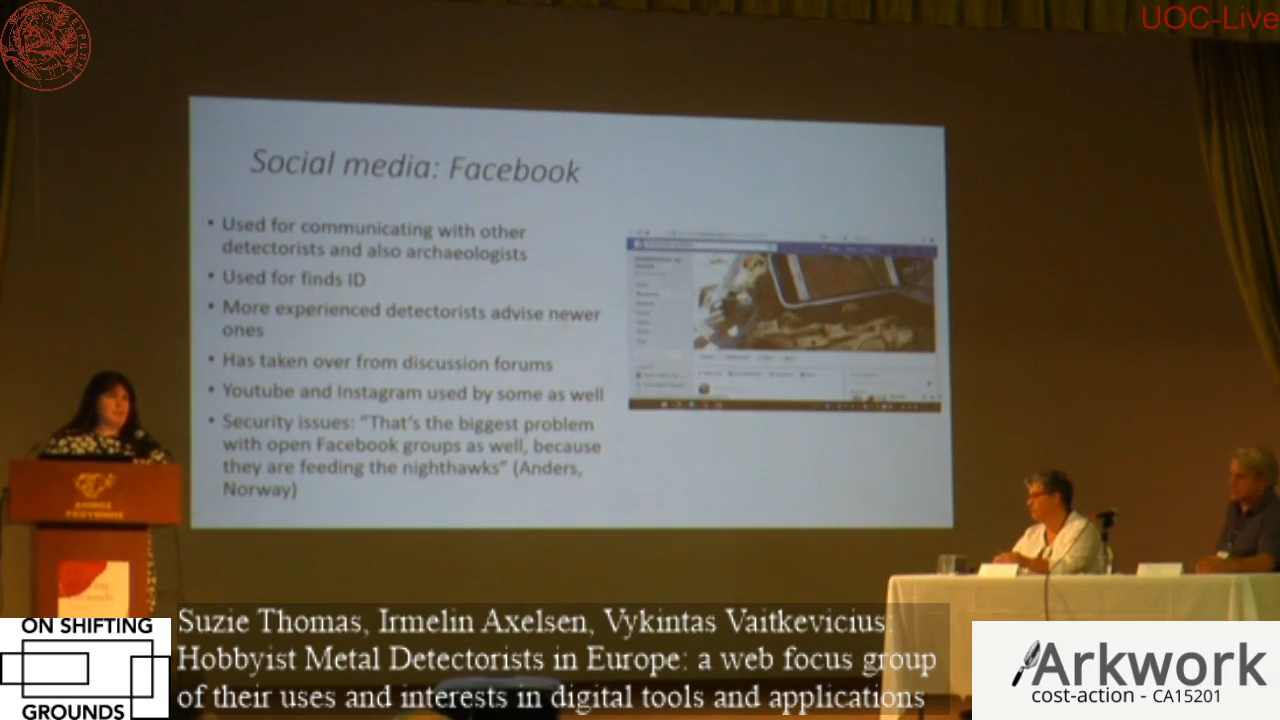 UOC-Live
Social media: Facebook
• Used for communicating with other
detectorists and also archaeologists
• Used for finds ID
• More experienced detectorists advise newer
ones
• Has taken over from discussion forums
• Youtube and Instagram used by some as well
• Security issues: "That's the biggest problem
with open Facebook groups as well, because
they are feeding the nighthawks" (Anders,
Norway)
ΔΗΜΟΣ
ΡΕΘΥΜΝΗΣ
ON SHIFTING
GROUNDS
Suzie Thomas, Irmelin Axelsen, Vykintas Vaitkevicius:
Hobbyist Metal Detectorists in Europe: a web focus group
of their uses and interests in digital tools and applications
Arkwork
cost-action - CA15201